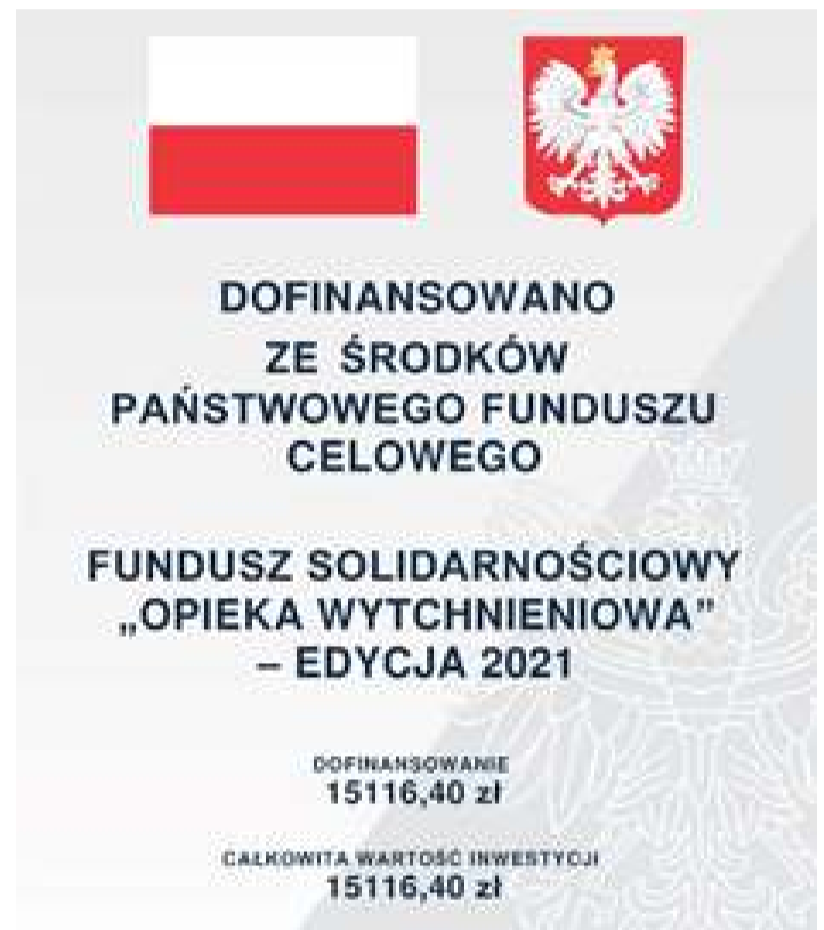 DOFINANSOWANO
ZE ŚRODKÓW
PAŃSTWOWEGO FUNDUSZU
CELOWEGO
FUNDUSZ SOLIDARNOŚCIOWY
„OPIEKA WYTCHNIENIOWA”
– EDYCJA 2021
DOFINANSOWANIE
15116,40 zł
CAŁKOWITA WARTOŚĆ INWESTYCJI
15116,40 zł